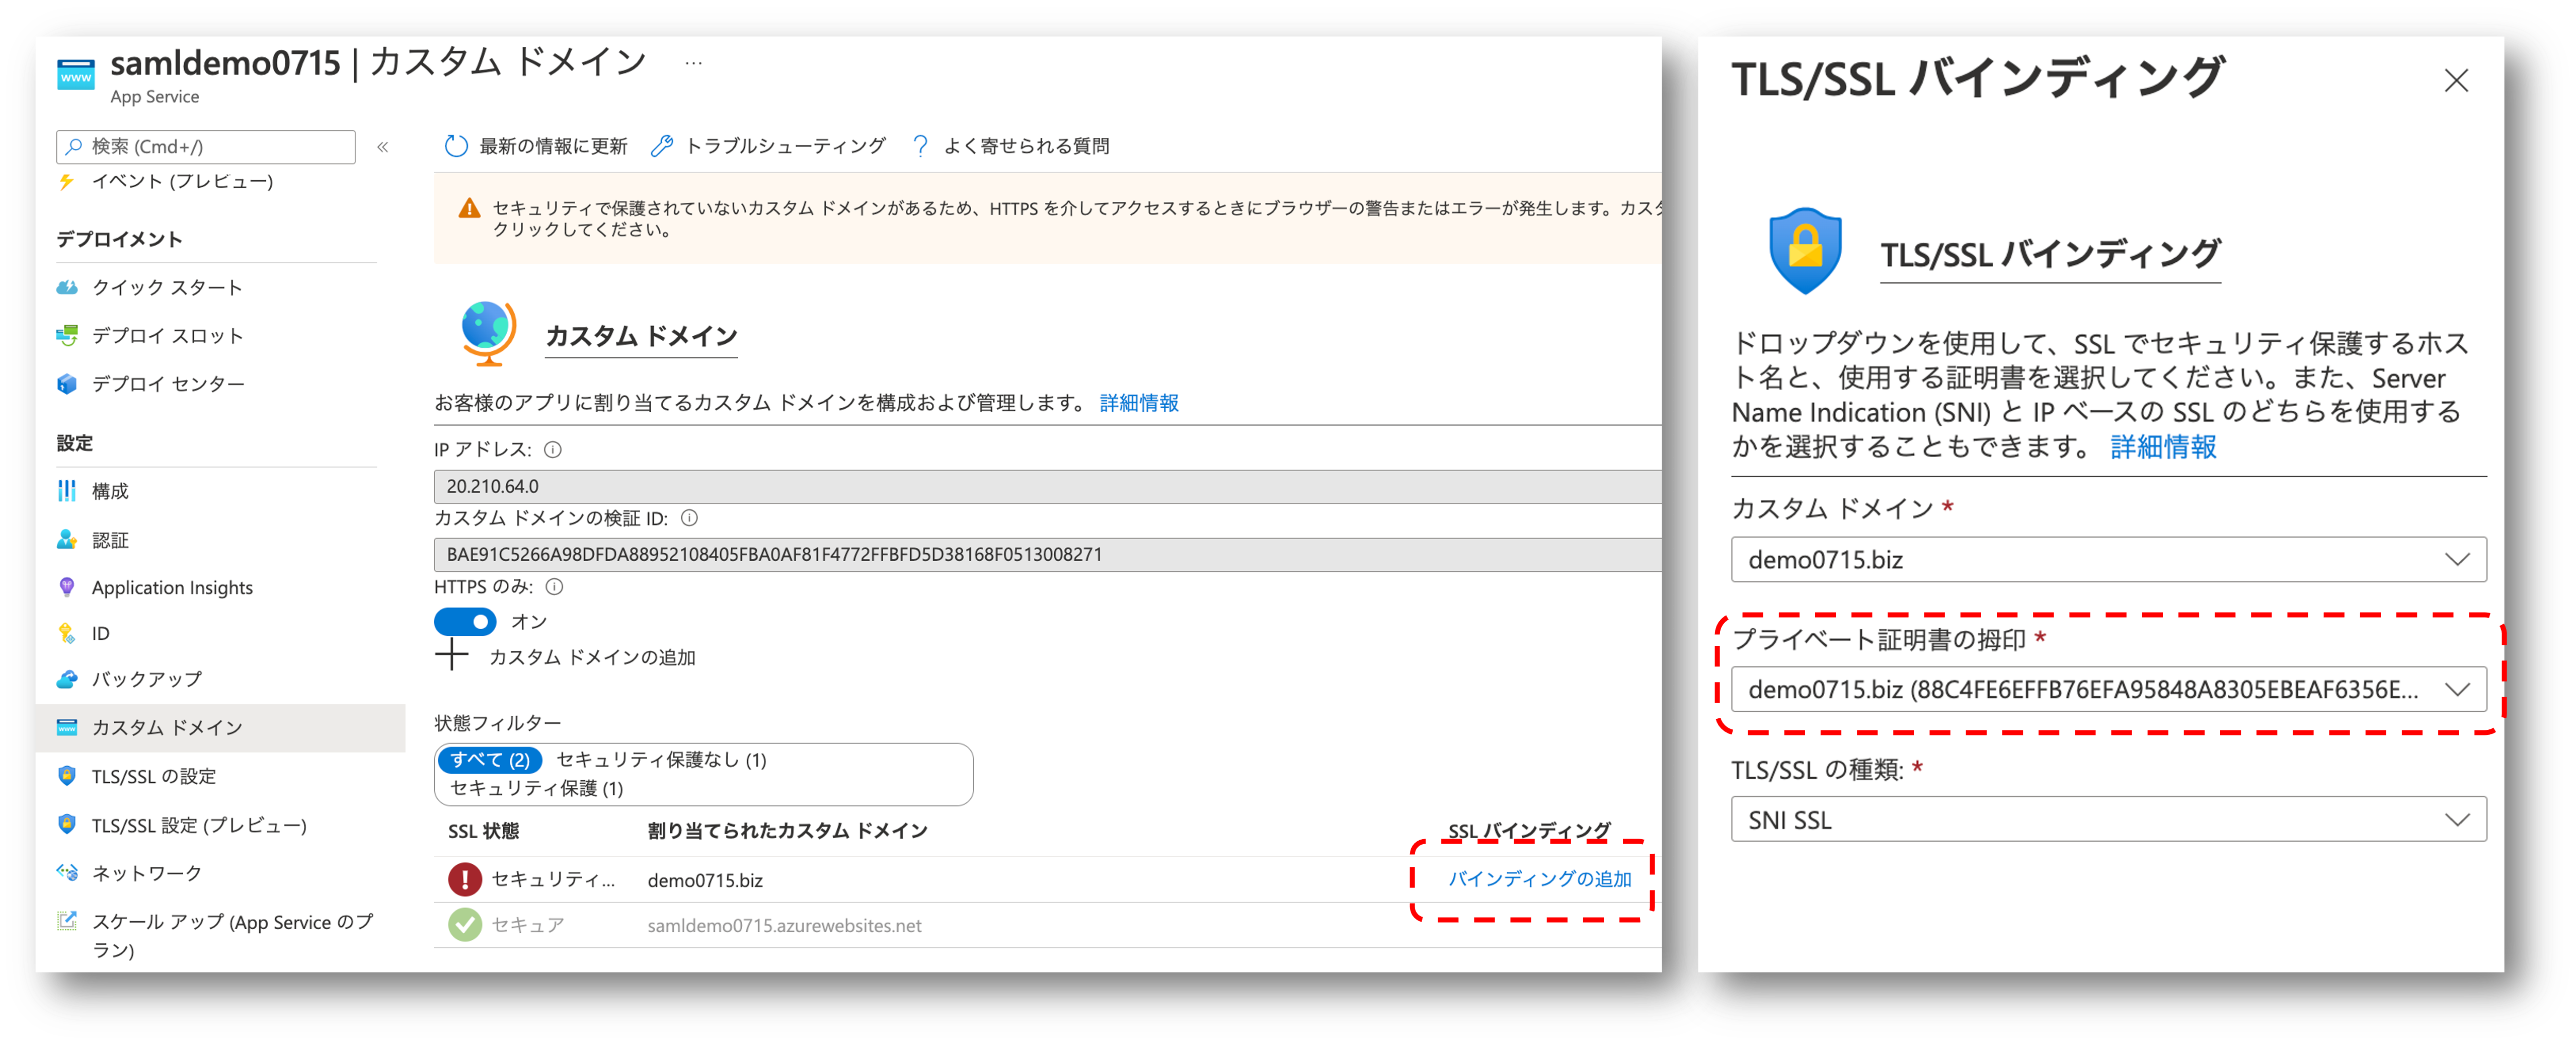 samldemo0715 | カスタム ドメイン ...
App Service
検索 (Cmd+/)
«
イベント (プレビュー)
デプロイメント
クイック スタート
デプロイ スロット
デプロイ センター
設定
構成
認証
Application Insights
ID
バックアップ
カスタム ドメイン
TLS/SSL の設定
TLS/SSL 設定 (プレビュー)
ネットワーク
スケール アップ (App Service のプ
ラン)
最新の情報に更新 トラブルシューティング ? よく寄せられる質問
セキュリティで保護されていないカスタム ドメインがあるため、HTTPS を介してアクセスするときにブラウザーの警告またはエラーが発生します。カスタ
クリックしてください。
カスタム ドメイン
お客様のアプリに割り当てるカスタム ドメインを構成および管理します。 詳細情報
IP アドレス:
20.210.64.0
カスタム ドメインの検証 ID:
BAE91C5266A98DFDA88952108405FBA0AF81F4772FFBFD5D38168F0513008271
HTTPS のみ:
オン
カスタム ドメインの追加
状態フィルター
すべて (2) セキュリティ保護なし (1)
セキュリティ保護 (1)
SSL 状態 割り当てられたカスタム ドメイン SSL バインディング
セキュリティ... demo0715.biz バインディングの追加
セキュア samldemo0715.azurewebsites.net
TLS/SSL バインディング
TLS/SSL バインディング
ドロップダウンを使用して、SSL でセキュリティ保護するホス
ト名と、使用する証明書を選択してください。また、Server
Name Indication (SNI) と IP ベースの SSL のどちらを使用する
かを選択することもできます。 詳細情報
カスタム ドメイン *
demo0715.biz
プライベート証明書の拇印 *
demo0715.biz (88C4FE6EFFB76EFA95848A8305EBEAF6356E...
TLS/SSL の種類: *
SNI SSL